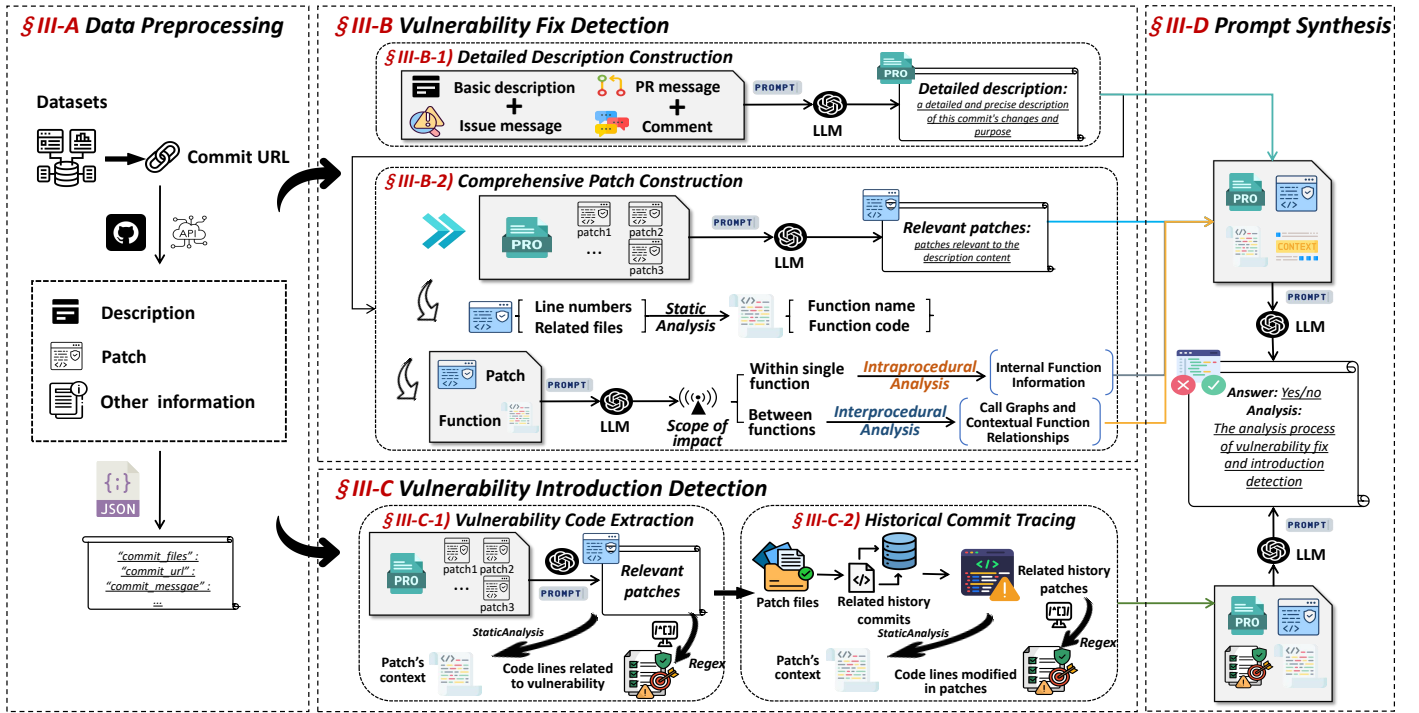 § III-A Data Preprocessing
Datasets
Commit URL
API
Description
Patch
Other information
{;}
JSON
"commit_files" :
"commit_url" :
"commit_messgae" :
...
§ III-B Vulnerability Fix Detection
§ III-B-1) Detailed Description Construction
Basic description
+
Issue message
PR message
+
Comment
PROMPT
LLM
PRO
Detailed description:
a detailed and precise description
of this commit's changes and
purpose
§ III-B-2) Comprehensive Patch Construction
PRO
patch1
patch2
...
patch3
PROMPT
LLM
Relevant patches:
patches relevant to the
description content
Line numbers
Related files
Static
Analysis
Function name
Function code
Patch
Function
PROMPT
LLM
Scope of
impact
Within single
function
Intraprocedural
Analysis
Internal Function
Information
Between
functions
Interprocedural
Analysis
Call Graphs and
Contextual Function
Relationships
§ III-C Vulnerability Introduction Detection
§ III-C-1) Vulnerability Code Extraction
PRO
patch1
patch2
...
patch3
PROMPT
Relevant
patches
StaticAnalysis
Patch's
context
Code lines related
to vulnerability
Regex
§ III-C-2) Historical Commit Tracing
Patch files
Related history
commits
Related history
patches
StaticAnalysis
Patch's
context
Code lines modified
in patches
Regex
§ III-D Prompt Synthesis
PRO
CONTEXT
PROMPT
LLM
Answer: Yes/no
Analysis:
The analysis process
of vulnerability fix
and introduction
detection
PROMPT
LLM
PRO